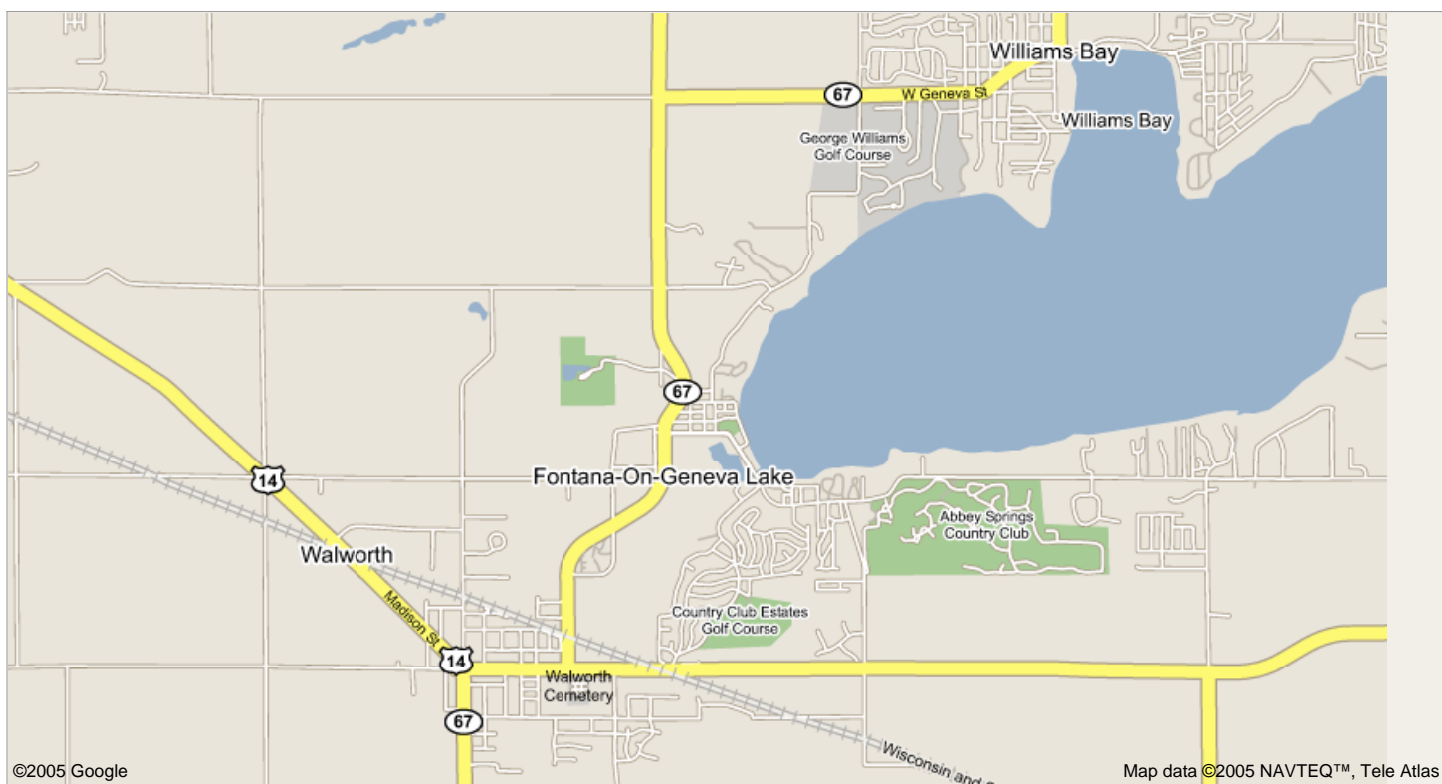 Williams Bay
67
W Geneva St
Williams Bay
George Williams
Golf Course
67
14
Fontana-On-Geneva Lake
Abbey Springs
Country Club
Walworth
Madison St
Country Club Estates
Golf Course
14
Walworth
Cemetery
67
Wisconsin and
©2005 Google
Map data ©2005 NAVTEQ™, Tele Atlas